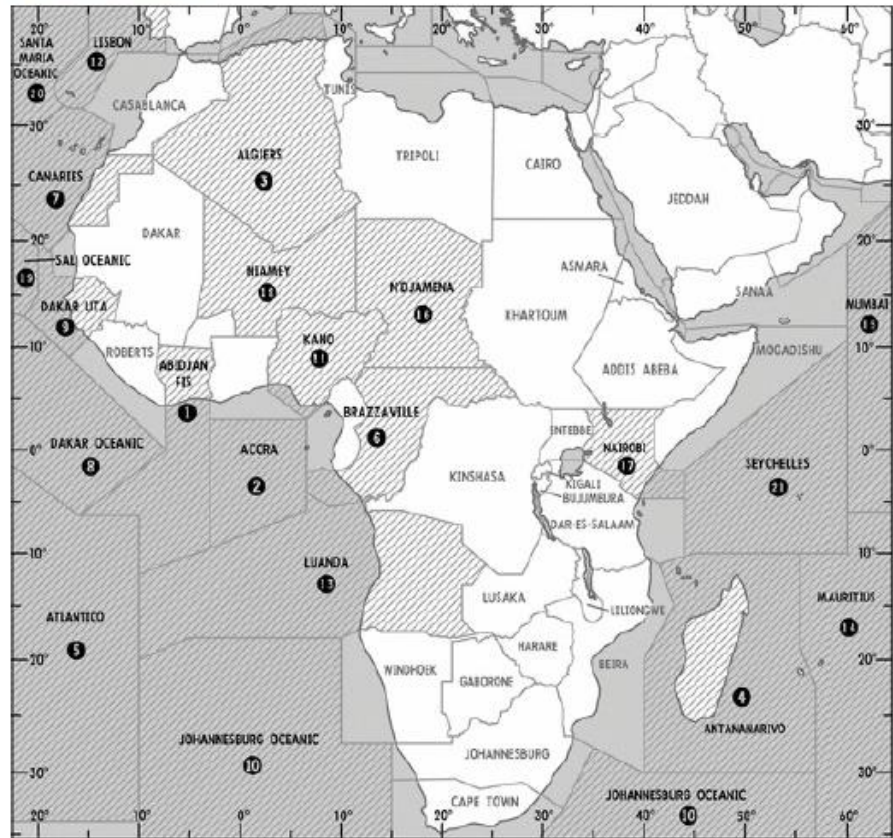 20° 10° 0° 10° 20° 30° 40° 50° 60°
SANTA
MARIA
OCEANIC
20
LISBON
12
CASABLANCA
TUNIS
30° 30°
ALGIERS
3
TRIPOLI
CAIRO
CANARIES
7
JEDDAH
20° 20°
DAKAR
SAL OCEANIC
19
NIAMEY
18
N'DJAMENA
16
ASMARA
SANAA
KHARTOUM
MUMBAI
15
DAKAR UTA
9
10° 10°
ROBERTS
ABIDJAN
FIS
1
KANO
11
MOGADISHU
ADDIS ABEBA
BRAZZAVILLE
6
ENTEBBE
NAIROBI
17
0° 0°
DAKAR OCEANIC
8
ACCRA
2
KINSHASA
KIGALI
BUJUMBURA
SEYCHELLES
21
DAR-ES-SALAAM
10° 10°
LUANDA
13
LUSAKA
LILONGWE
MAURITIUS
14
ATLANTICO
5
HARARE
20° 20°
WINDHOEK
GABORONE
BEIRA
4
ANTANANARIVO
JOHANNESBURG OCEANIC
10
JOHANNESBURG
30° 30°
CAPE TOWN
JOHANNESBURG OCEANIC
10
20° 10° 0° 10° 20° 30° 40° 50° 60°